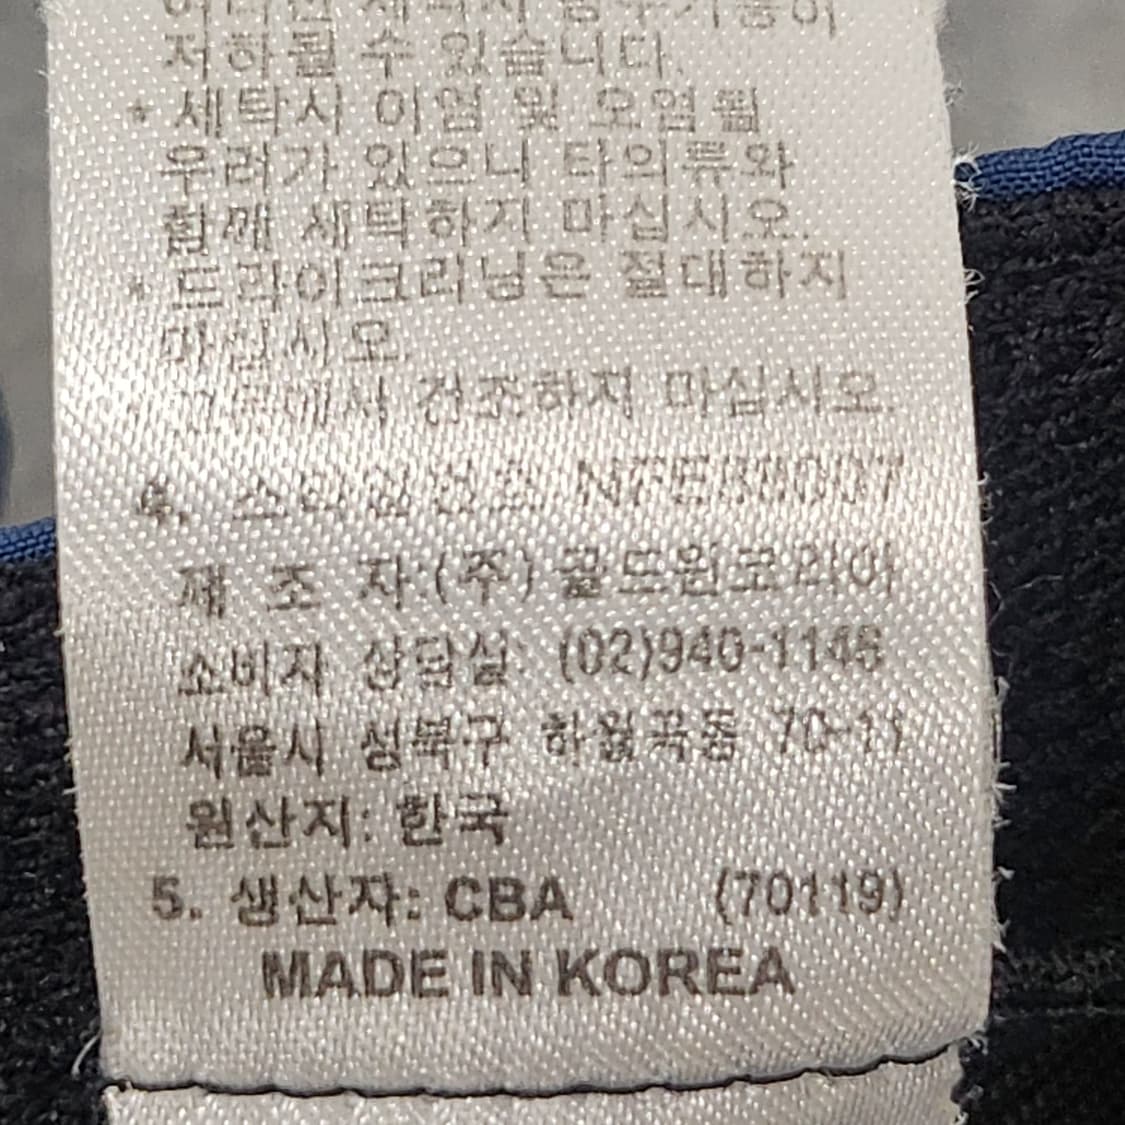 저하될 수 있습니다.
* 세탁시 이염 및 오염될
우려가 있으니 타의류와
함께 세탁하지 마십시오.
* 드라이크리닝은 절대하지
마십시오
건조하지 마십시오.
4.
제 조 자:(주)골드윈코리아
소비자 상담실: (02)940-1146
서울시 성북구 하월곡동 70-11
원산지: 한국
5. 생산자: CBA (70119)
MADE IN KOREA